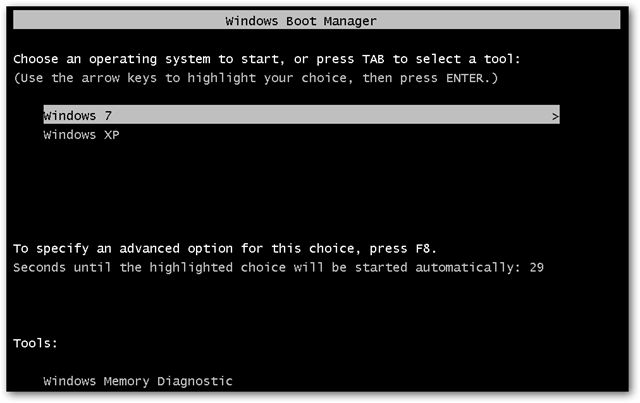 Windows Boot Manager
Choose an operating system to start, or press TAB to select a tool:
(Use the arrow keys to highlight your choice, then press ENTER.)
Windows 7 >
Windows XP
To specify an advanced option for this choice, press F8.
Seconds until the highlighted choice will be started automatically: 29
Tools:
Windows Memory Diagnostic